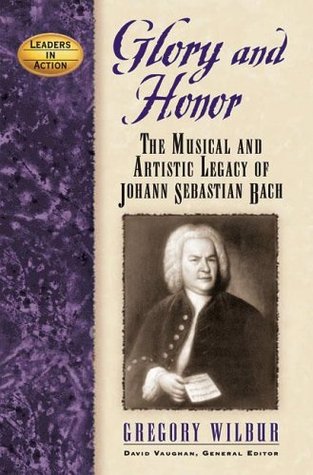 LEADERS
IN
ACTION
Glory and
Honor
THE MUSICAL AND
ARTISTIC LEGACY OF
JOHANN SEBASTIAN BACH
GREGORY WILBUR
DAVID VAUGHAN, GENERAL EDITOR